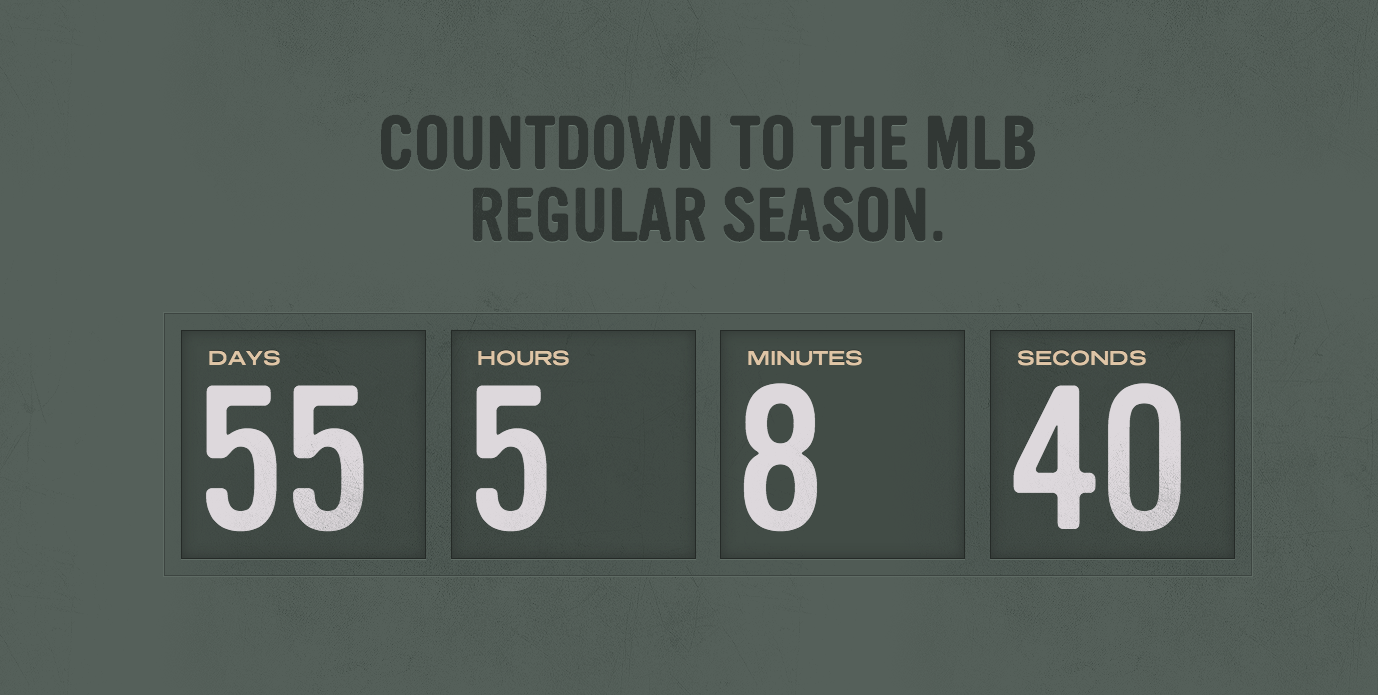 COUNTDOWN TO THE MLB
REGULAR SEASON.
DAYS HOURS MINUTES SECONDS
55 5 8 40